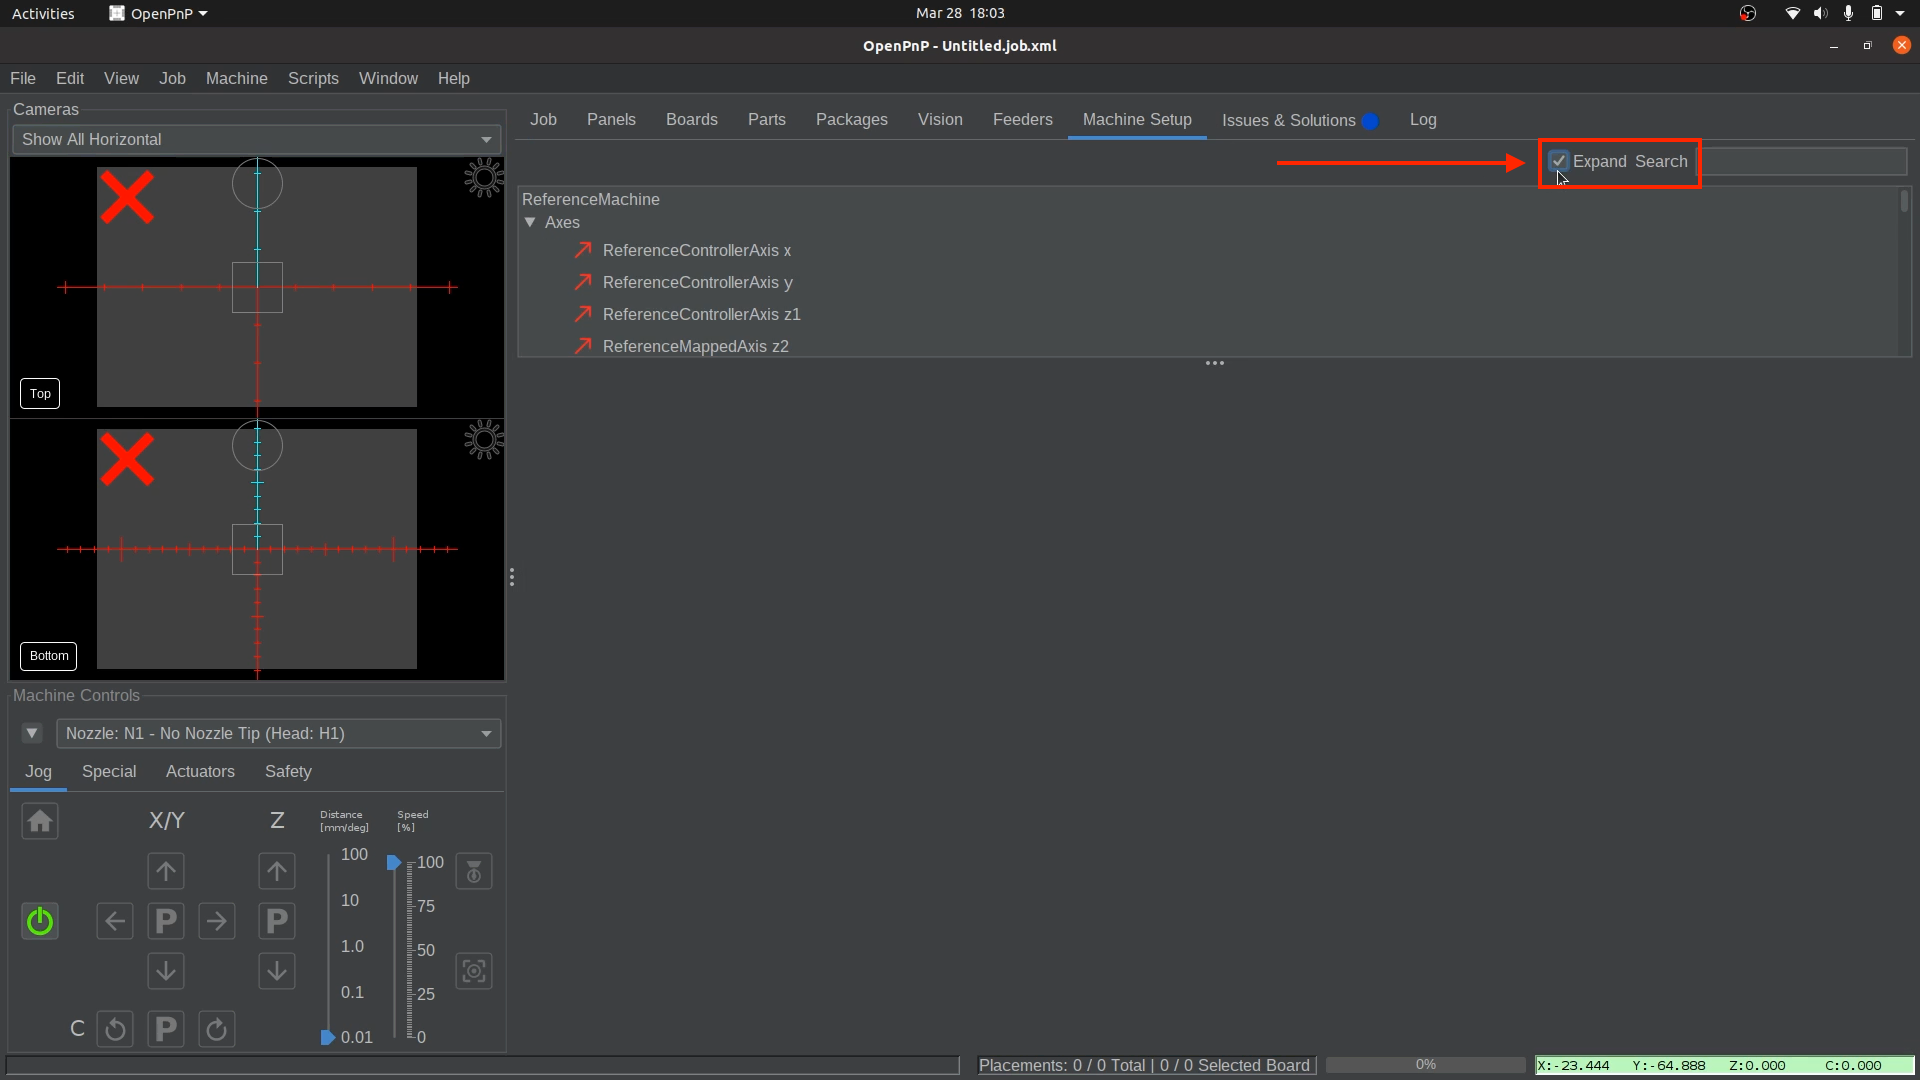 Activities
OpenPnP
Mar 28 18:03
OpenPnP - Untitled.job.xml
File Edit View Job Machine Scripts Window Help
Cameras
Show All Horizontal
Top
Bottom
Job Panels Boards Parts Packages Vision Feeders Machine Setup Issues & Solutions Log
Expand Search
ReferenceMachine
Axes
ReferenceControllerAxis x
ReferenceControllerAxis y
ReferenceControllerAxis z1
ReferenceMappedAxis z2
Machine Controls
Nozzle: N1 - No Nozzle Tip (Head: H1)
Jog Special Actuators Safety
X/Y Z
Distance
[mm/deg]
Speed
[%]
100
10
1.0
0.1
0.01
100
75
50
25
0
P P
C P
Placements: 0 / 0 Total | 0 / 0 Selected Board
0%
X:-23.444 Y:-64.888 Z:0.000 C:0.000